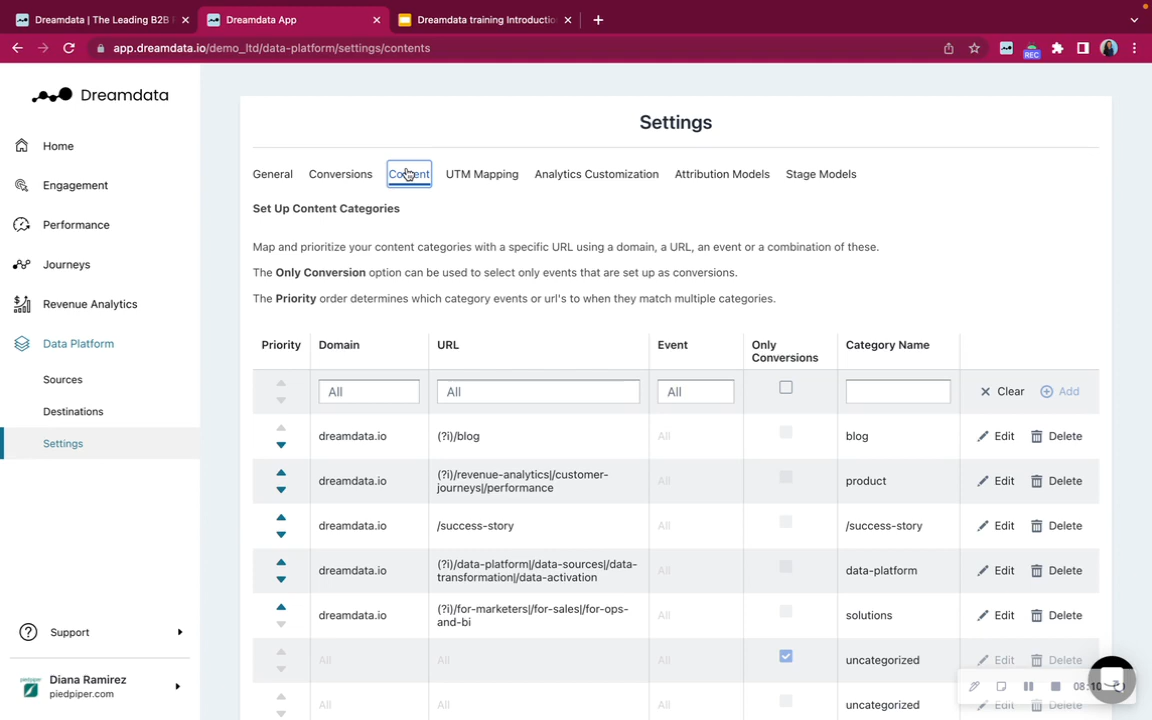 Dreamdata | The Leading B2B
Dreamdata App
Dreamdata training Introductio
app.dreamdata.io/demo_ltd/data-platform/settings/contents
REC
Dreamdata
Home
Engagement
Performance
Journeys
Revenue Analytics
Data Platform
Sources
Destinations
Settings
Support
piedpiper
Diana Ramirez
piedpiper.com
Settings
General Conversions Content UTM Mapping Analytics Customization Attribution Models Stage Models
Set Up Content Categories
Map and prioritize your content categories with a specific URL using a domain, a URL, an event or a combination of these.
The Only Conversion option can be used to select only events that are set up as conversions.
The Priority order determines which category events or url's to when they match multiple categories.
Priority Domain URL Event Only Conversions Category Name
All All All Clear Add
dreamdata.io (?i)/blog All blog Edit Delete
dreamdata.io (?i)/revenue-analytics|/customer-
journeys|/performance All product Edit Delete
dreamdata.io /success-story All /success-story Edit Delete
dreamdata.io (?i)/data-platform|/data-sources|/data-
transformation|/data-activation All data-platform Edit Delete
dreamdata.io (?i)/for-marketers|/for-sales|/for-ops-
and-bi All solutions Edit Delete
All All All uncategorized Edit Delete
All All All uncategorized Edit Delete
08:10